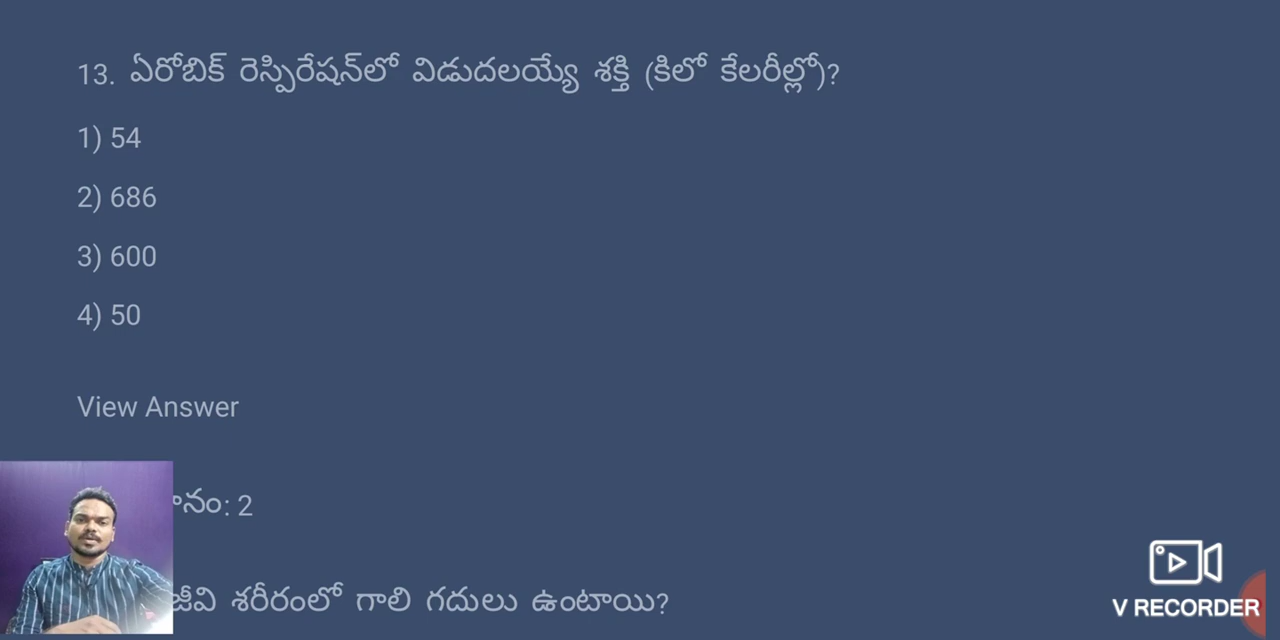 13. ఏరోబిక్ రెస్పిరేషన్‌లో విడుదలయ్యే శక్తి (కిలో కేలరీల్లో)?
1) 54
2) 686
3) 600
4) 50
View Answer
నం: 2
జీవి శరీరంలో గాలి గదులు ఉంటాయి?
V RECORDER